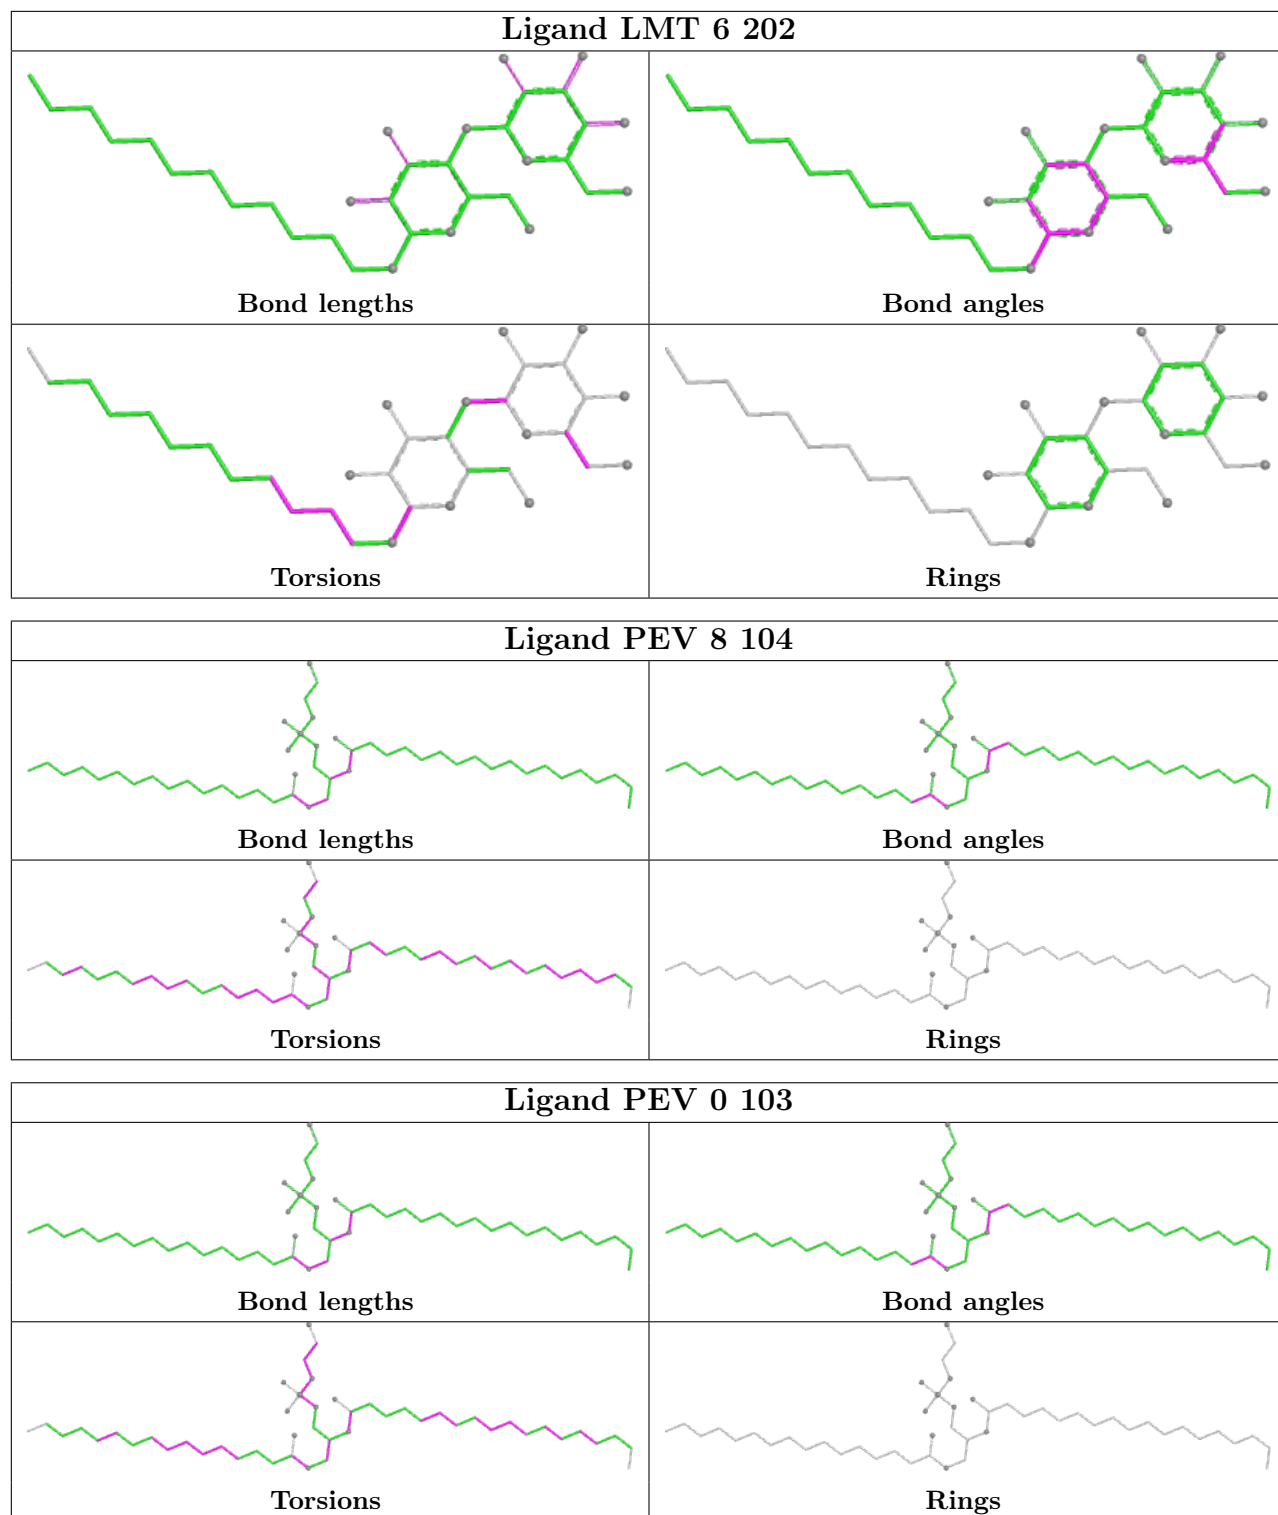 Ligand LMT 6 202
Bond lengths
Bond angles
Torsions
Rings
Ligand PEV 8 104
Bond lengths
Bond angles
Torsions
Rings
Ligand PEV 0 103
Bond lengths
Bond angles
Torsions
Rings